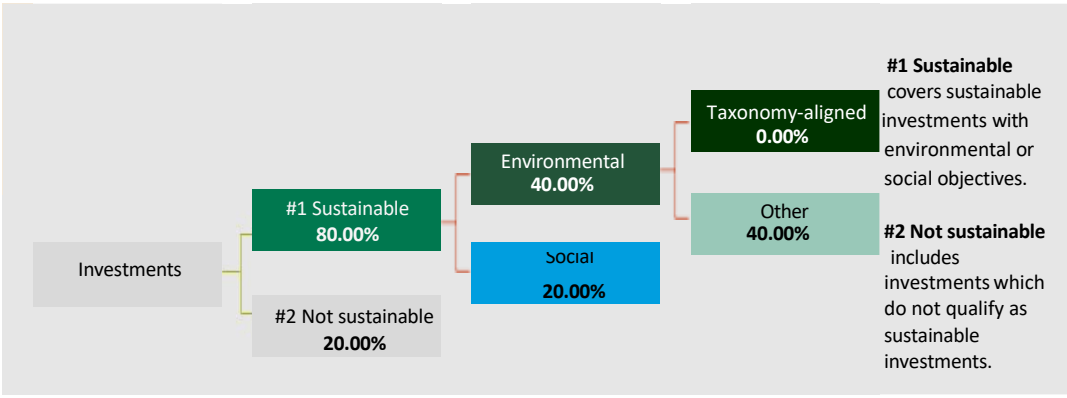 Investments
#1 Sustainable
80.00%
#2 Not sustainable
20.00%
Environmental
40.00%
Social
20.00%
Taxonomy-aligned
0.00%
Other
40.00%
#1 Sustainable
covers sustainable
investments with
environmental or
social objectives.
#2 Not sustainable
includes
investments which
do not qualify as
sustainable
investments.